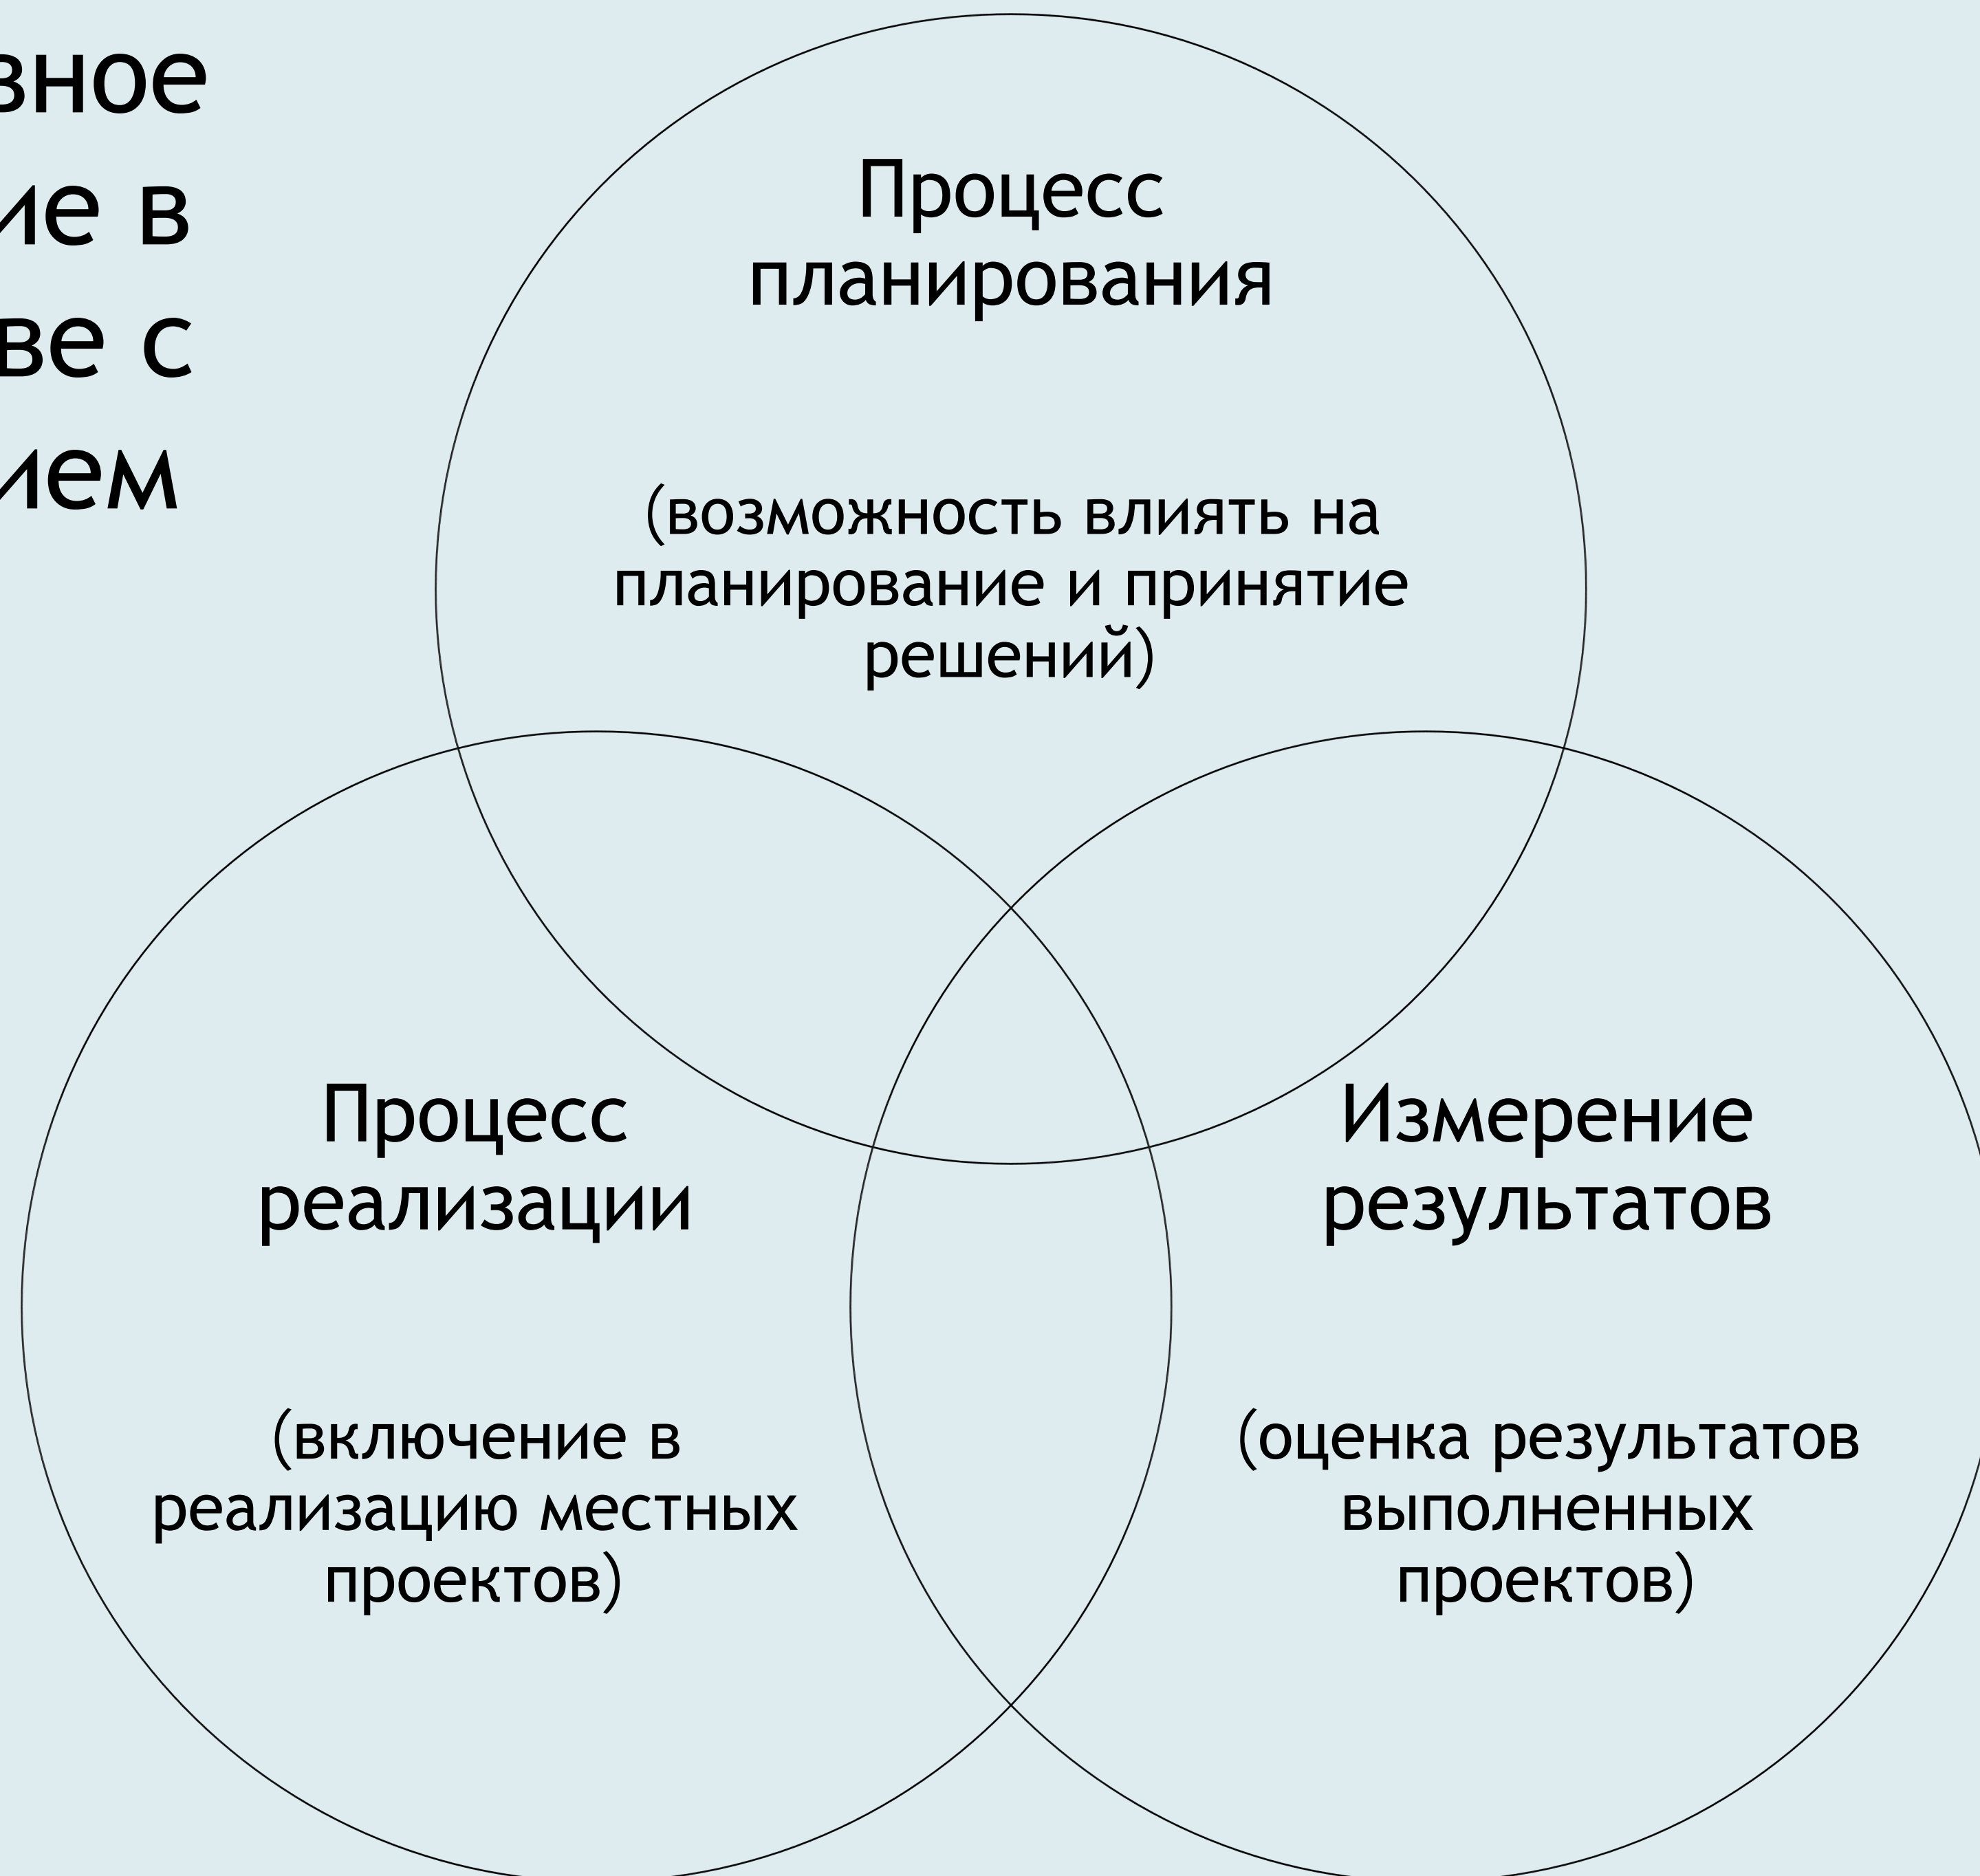 вное
ие в
ве с
ием
Процесс
планирования
(возможность влиять на
планирование и принятие
решений)
Процесс
реализации
(включение в
реализацию местных
проектов)
Измерение
результатов
(оценка результатов
выполненных
проектов)